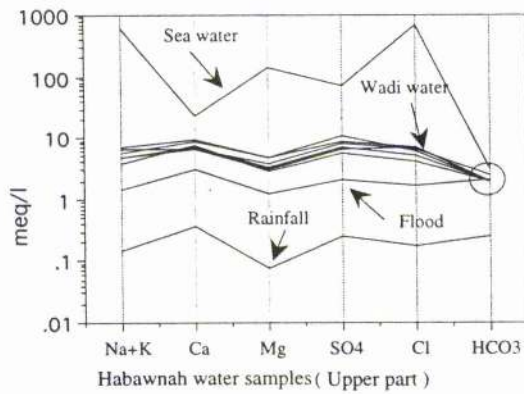 1000
100
10
1
.1
.01
meq/l
Sea water
Wadi water
Rainfall
Flood
Na+K Ca Mg SO4 Cl HCO3
Habawnah water samples ( Upper part )